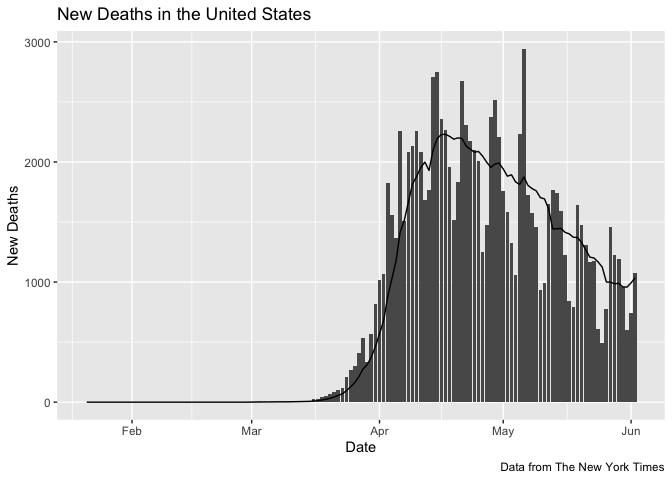 New Deaths in the United States
3000
2000
1000
0
New Deaths
Feb Mar Apr May Jun
Date
Data from The New York Times